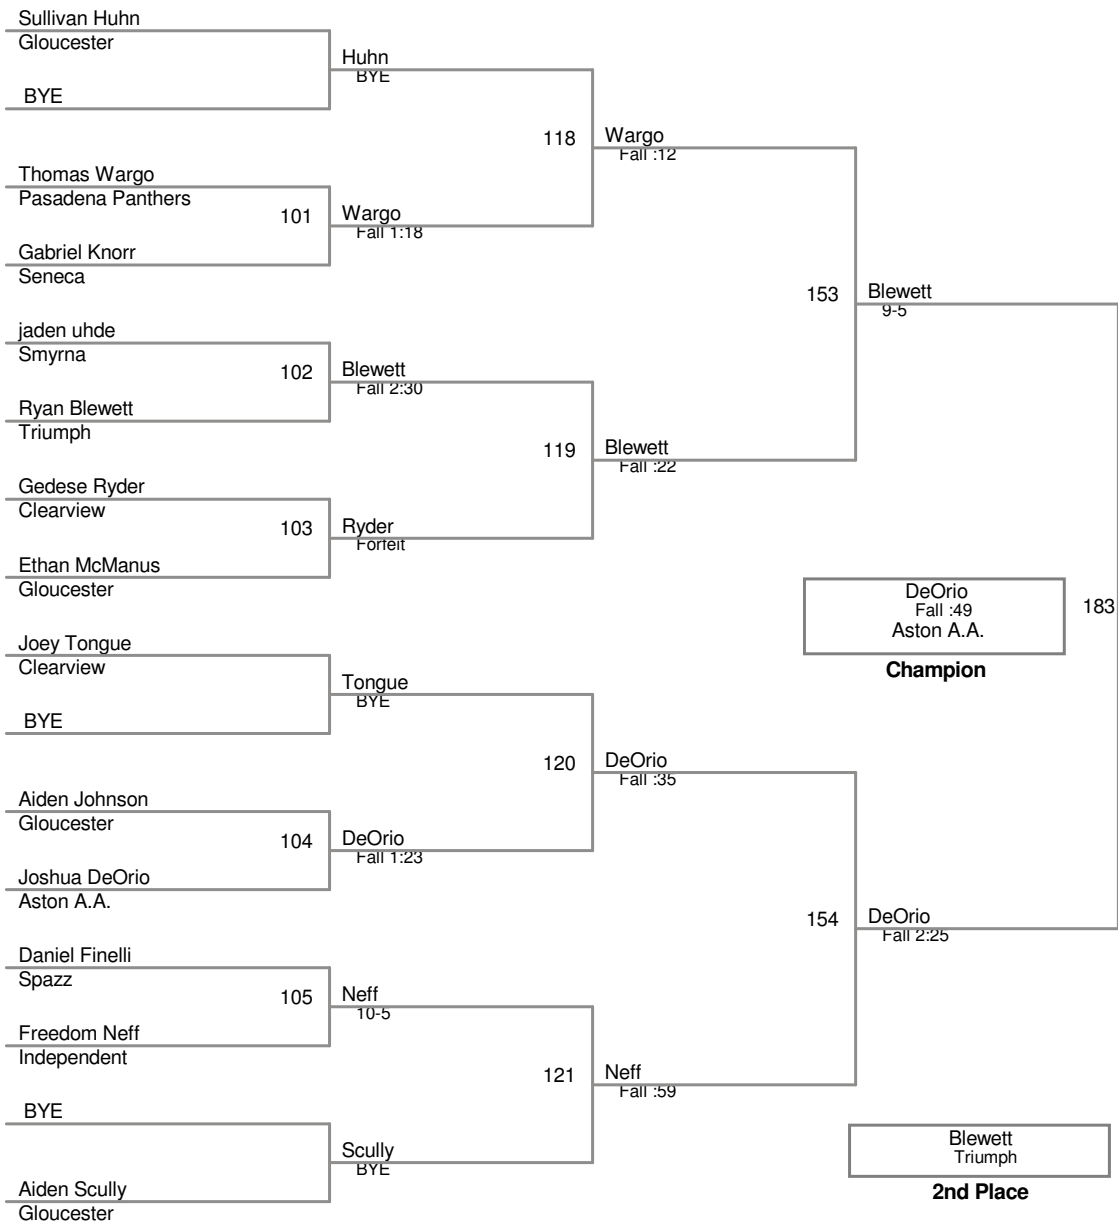 Sullivan Huhn
Gloucester
Huhn
BYE
BYE
118
Wargo
Fall :12
Thomas Wargo
Pasadena Panthers
101
Wargo
Fall 1:18
Gabriel Knorr
Seneca
153
Blewett
9-5
jaden uhde
Smyrna
102
Blewett
Fall 2:30
Ryan Blewett
Triumph
119
Blewett
Fall :22
Gedese Ryder
Clearview
103
Ryder
Forfeit
Ethan McManus
Gloucester
DeOrio
Fall :49
Aston A.A.
183
Champion
Joey Tongue
Clearview
Tongue
BYE
BYE
120
DeOrio
Fall :35
Aiden Johnson
Gloucester
104
DeOrio
Fall 1:23
Joshua DeOrio
Aston A.A.
154
DeOrio
Fall 2:25
Daniel Finelli
Spazz
105
Neff
10-5
Freedom Neff
Independent
121
Neff
Fall :59
BYE
Scully
BYE
Aiden Scully
Gloucester
Blewett
Triumph
2nd Place